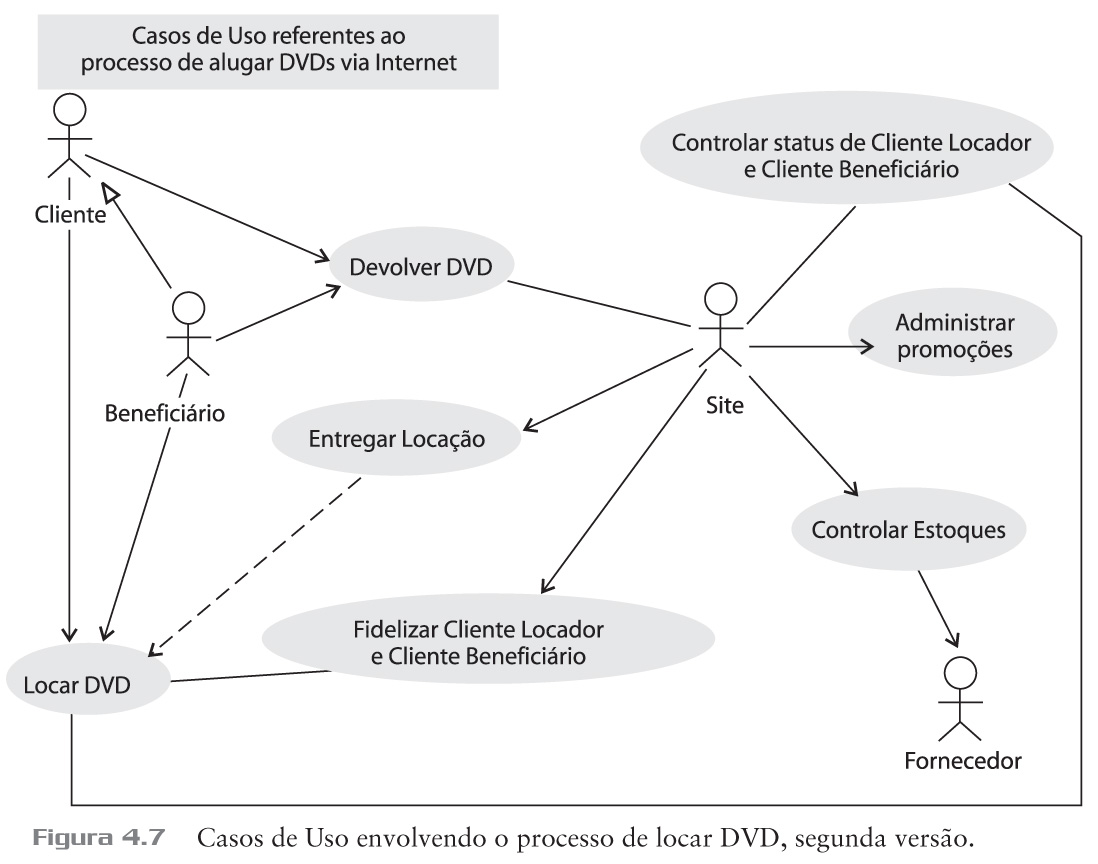 Casos de Uso referentes ao
processo de alugar DVDs via Internet
Cliente
Controlar status de Cliente Locador
e Cliente Beneficiário
Devolver DVD
Administrar
promoções
Beneficiário
Site
Entregar Locação
Controlar Estoques
Fidelizar Cliente Locador
e Cliente Beneficiário
Locar DVD
Fornecedor
Figura 4.7 Casos de Uso envolvendo o processo de locar DVD, segunda versão.